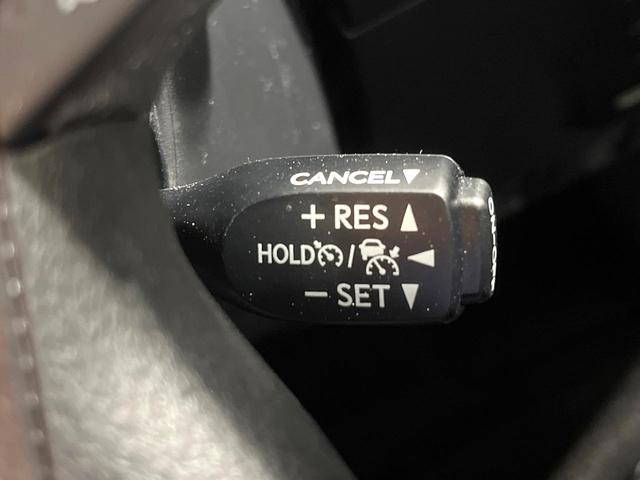 CANCEL▼
+ RES ▲
HOLD / ◀
− SET ▼